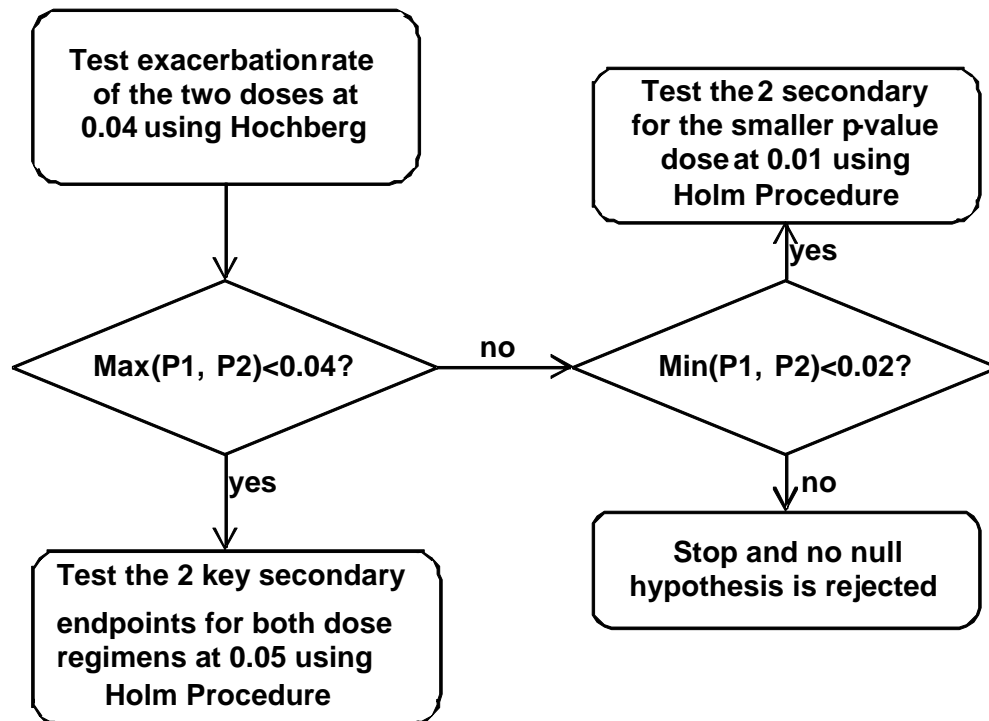 Test exacerbation rate
of the two doses at
0.04 using Hochberg
Max(P1, P2)<0.04?
no
Min(P1, P2)<0.02?
yes
Test the 2 secondary
for the smaller p-value
dose at 0.01 using
Holm Procedure
no
Stop and no null
hypothesis is rejected
yes
Test the 2 key secondary
endpoints for both dose
regimens at 0.05 using
Holm Procedure